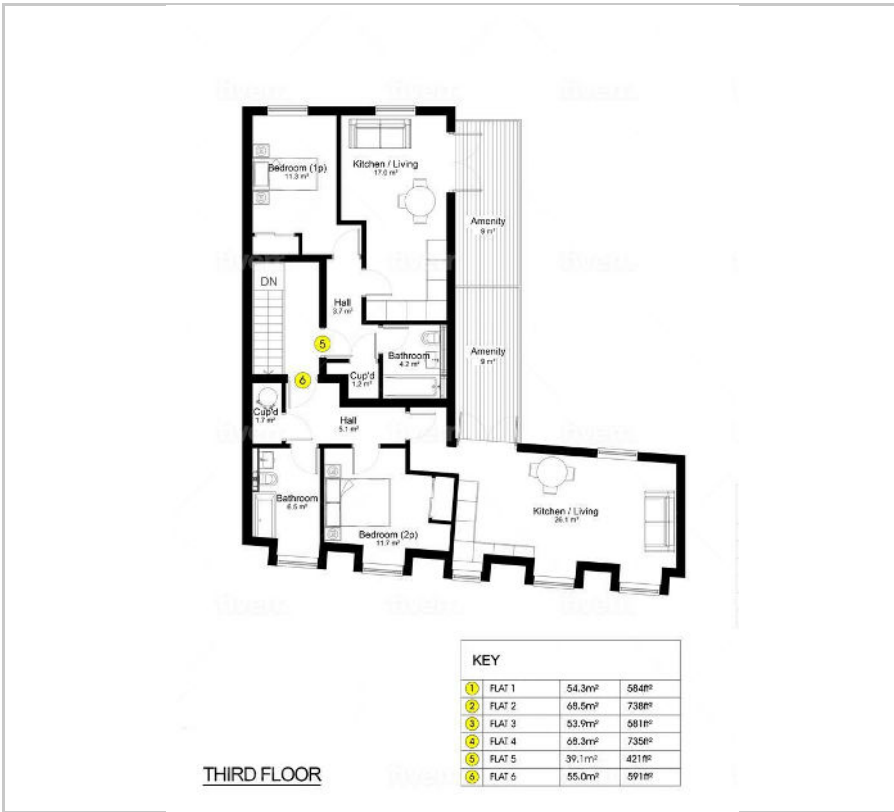 Bedroom (1p)
11.3 m²
Kitchen / Living
17.0 m²
Amenity
9 m²
DN
Hall
3.7 m²
5
Bathroom
4.2 m²
Amenity
9 m²
Cup'd
1.2 m²
6
Cup'd
1.7 m²
Hall
5.1 m²
Bathroom
6.5 m²
Bedroom (2p)
11.7 m²
Kitchen / Living
26.1 m²
KEY
1 FLAT 1 54.3m² 584ft²
2 FLAT 2 68.5m² 738ft²
3 FLAT 3 53.9m² 581ft²
4 FLAT 4 68.3m² 735ft²
5 FLAT 5 39.1m² 421ft²
6 FLAT 6 55.0m² 591ft²
THIRD FLOOR